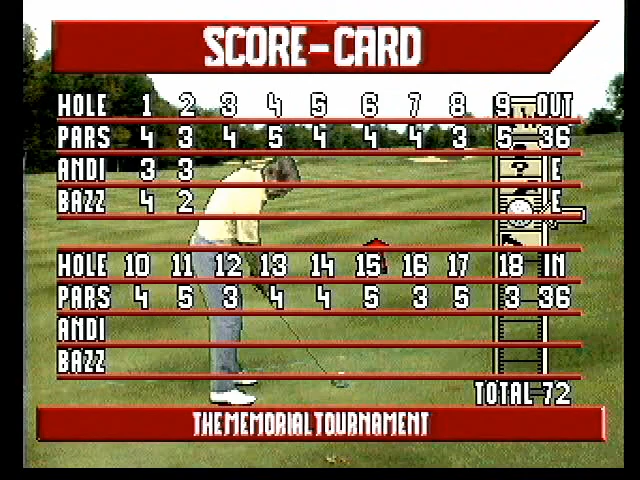 SCORE-CARD
HOLE 1 2 3 4 5 6 7 8 9 OUT
PARS 4 3 4 5 4 4 4 3 5 36
ANDI 3 3 E
BAZZ 4 2 E
HOLE 10 11 12 13 14 15 16 17 18 IN
PARS 4 5 3 4 4 5 3 5 3 36
ANDI
BAZZ
TOTAL 72
THE MEMORIAL TOURNAMENT